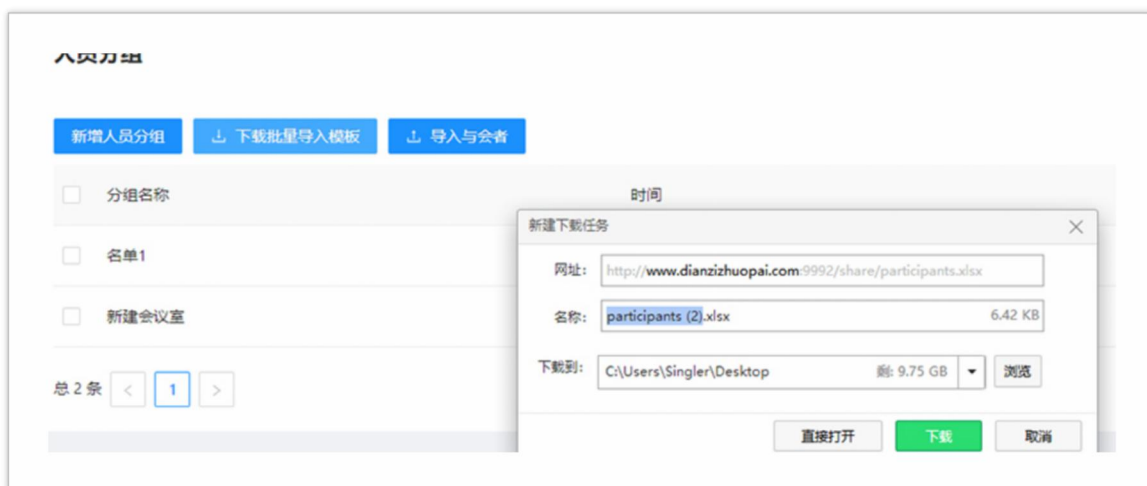 人员分组
新增人员分组 下载批量导入模板 导入与会者
分组名称 时间
新建下载任务
名单1
网址: http://www.dianzizhuopai.com:9992/share/participants.xlsx
新建会议室
名称: participants (2).xlsx 6.42 KB
下载到: C:\Users\Singler\Desktop 剩: 9.75 GB 浏览
总 2 条 < 1 >
直接打开 下载 取消